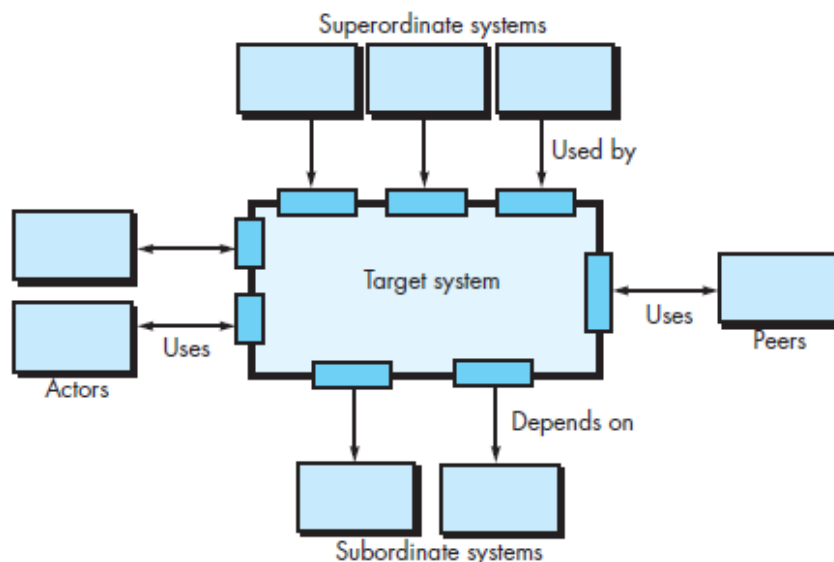 Superordinate systems
Used by
Target system
Uses
Peers
Uses
Actors
Depends on
Subordinate systems